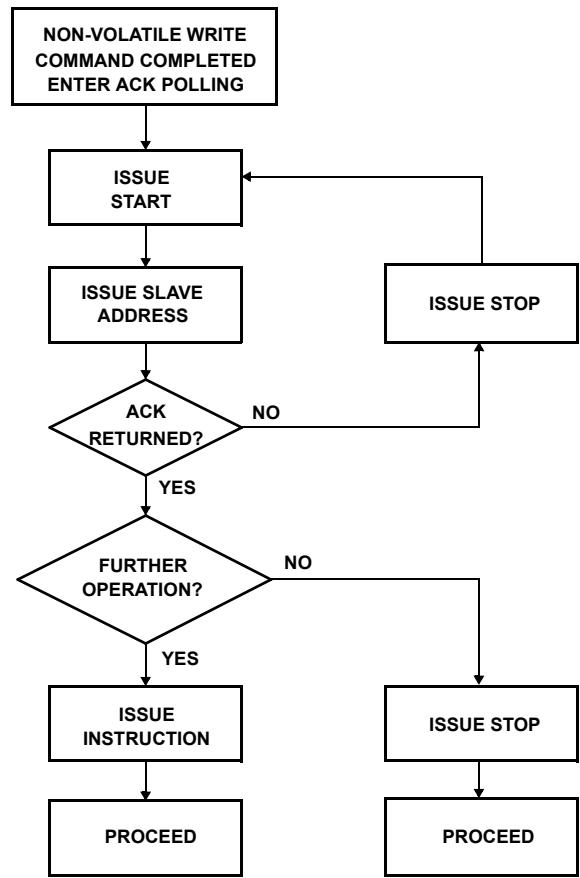 NON-VOLATILE WRITE
COMMAND COMPLETED
ENTER ACK POLLING
ISSUE
START
ISSUE SLAVE
ADDRESS
ISSUE STOP
ACK
RETURNED?
NO
YES
FURTHER
OPERATION?
NO
YES
ISSUE
INSTRUCTION
ISSUE STOP
PROCEED
PROCEED